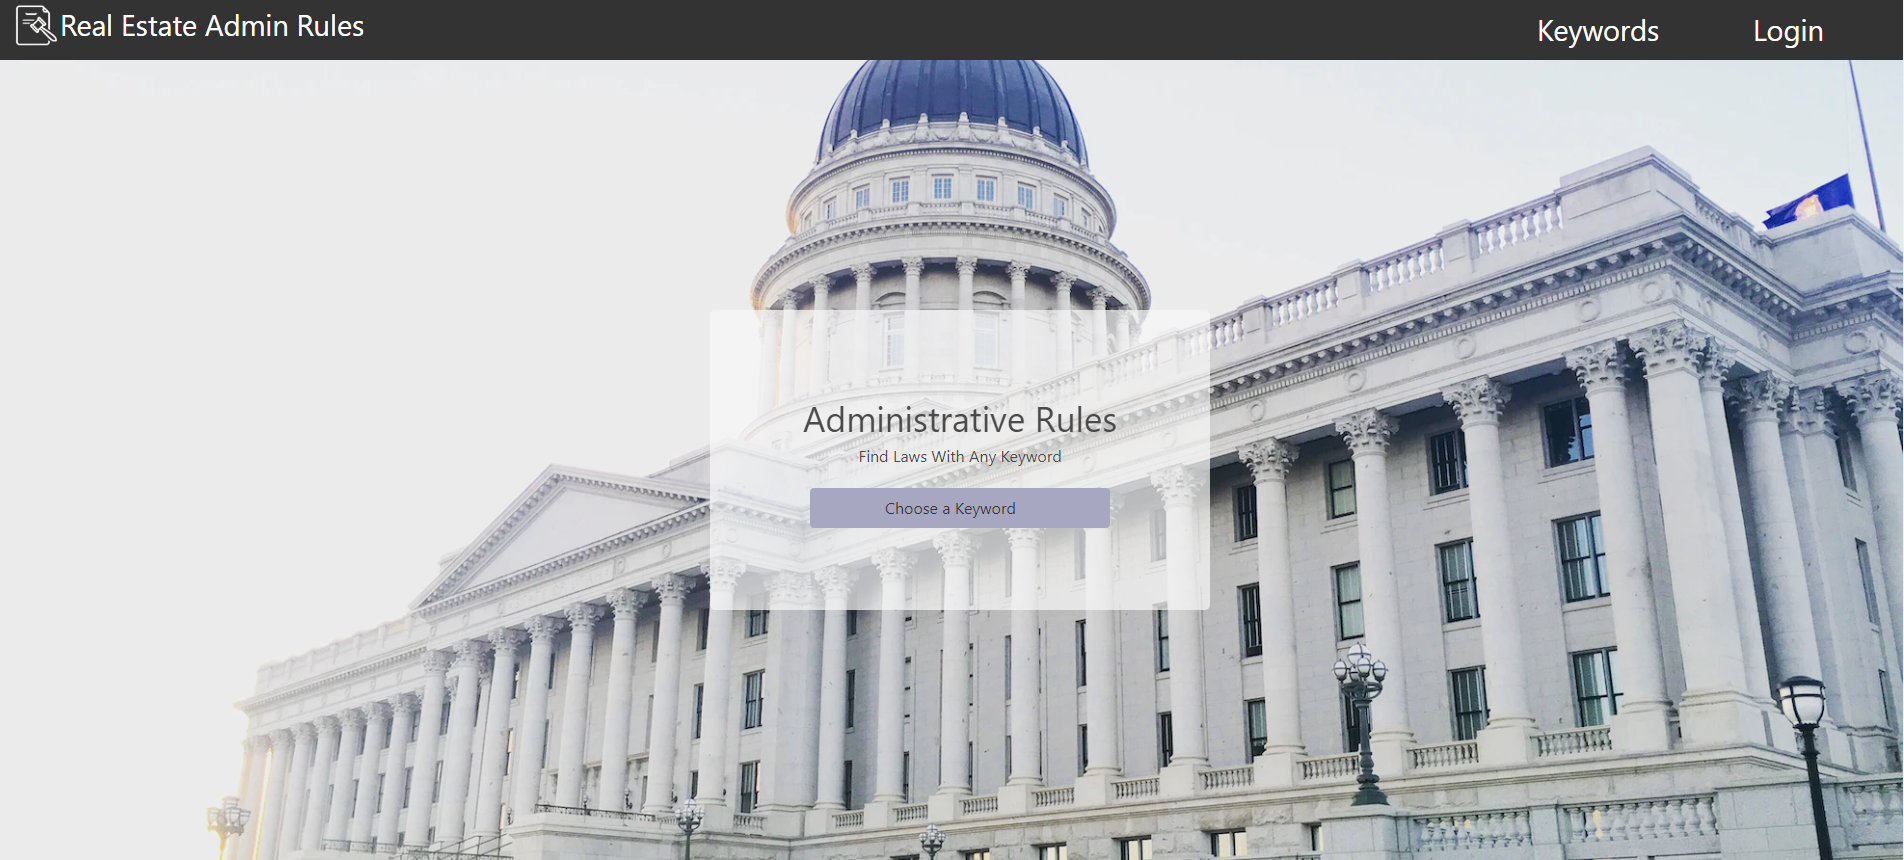 Real Estate Admin Rules
Keywords
Login
Administrative Rules
Find Laws With Any Keyword
Choose a Keyword